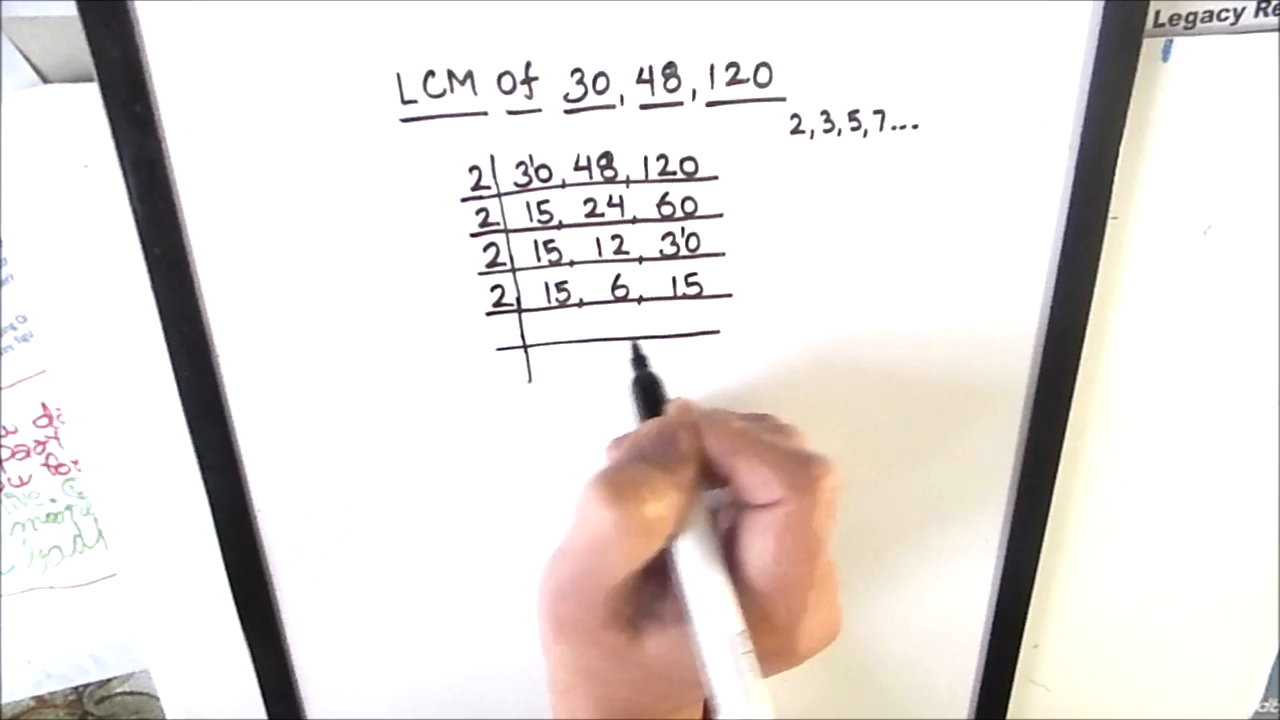 Legacy Re
LCM of 30, 48, 120
2, 3, 5, 7...
2 30, 48, 120
2 15, 24, 60
2 15, 12, 30
2 15, 6, 15